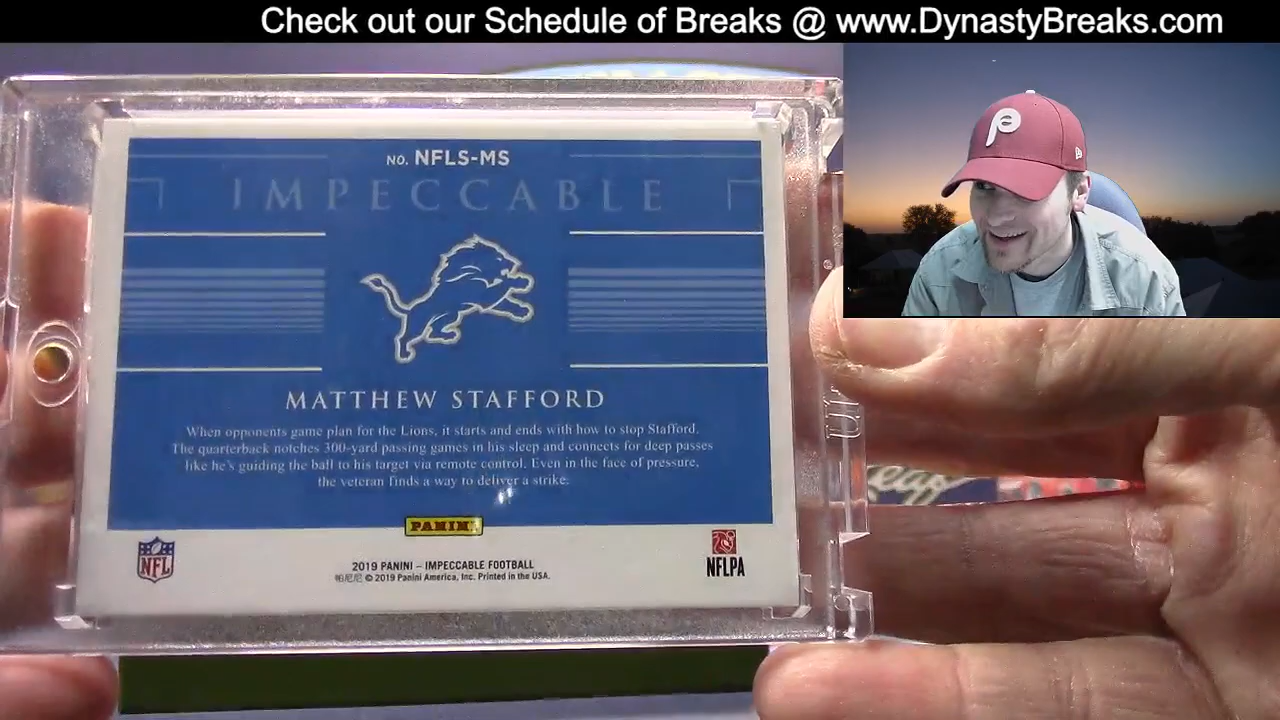 Check out our Schedule of Breaks @ www.DynastyBreaks.com
P
NO. NFLS-MS
IMPECCABLE
MATTHEW STAFFORD
When opponents game plan for the Lions, it starts and ends with how to stop Stafford.
The quarterback notches 300-yard passing games in his sleep and connects for deep passes
like he's guiding the ball to his target via remote control. Even in the face of pressure,
the veteran finds a way to deliver a strike.
PANINI
NFL
NFLPA
2019 PANINI – IMPECCABLE FOOTBALL
帕尼尼 © 2019 Panini America, Inc. Printed in the USA.